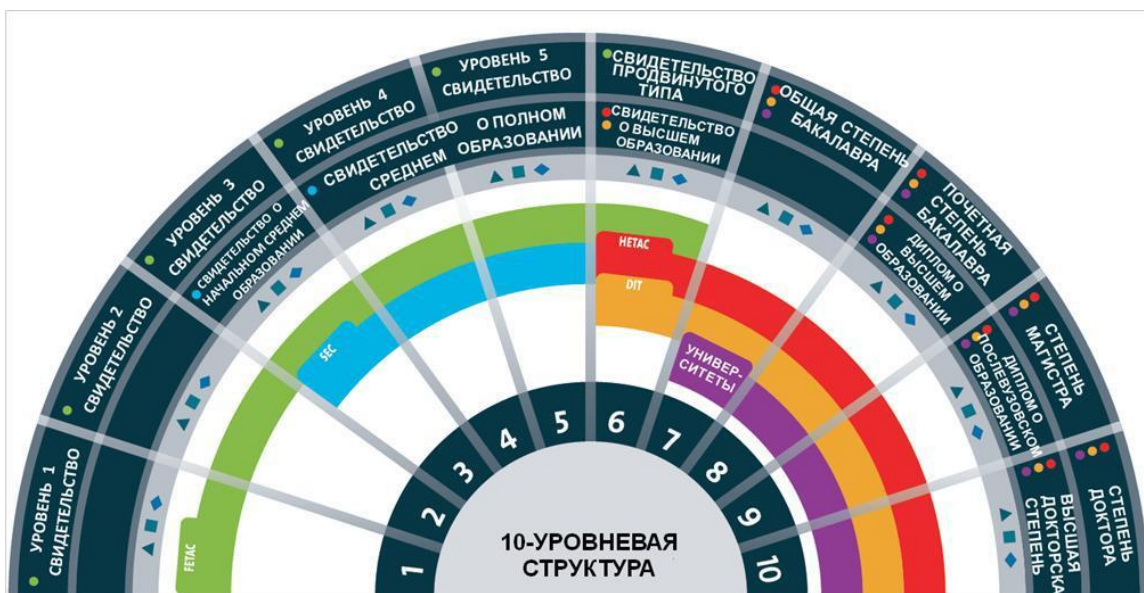 УРОВЕНЬ 1
СВИДЕТЕЛЬСТВО
УРОВЕНЬ 2
СВИДЕТЕЛЬСТВО
УРОВЕНЬ 3
СВИДЕТЕЛЬСТВО
СВИДЕТЕЛЬСТВО О
НАЧАЛЬНОМ СРЕДНЕМ
ОБРАЗОВАНИИ
УРОВЕНЬ 4
СВИДЕТЕЛЬСТВО
УРОВЕНЬ 5
СВИДЕТЕЛЬСТВО
СВИДЕТЕЛЬСТВО О ПОЛНОМ
СРЕДНЕМ ОБРАЗОВАНИИ
СВИДЕТЕЛЬСТВО
ПРОДВИНУТОГО
ТИПА
СВИДЕТЕЛЬСТВО
О ВЫСШЕМ
ОБРАЗОВАНИИ
ОБЩАЯ СТЕПЕНЬ
БАКАЛАВРА
ПОЧЕТНАЯ
СТЕПЕНЬ
БАКАЛАВРА
ДИПЛОМ О
ВЫСШЕМ
ОБРАЗОВАНИИ
СТЕПЕНЬ
МАГИСТРА
ДИПЛОМ О
ПОСЛЕВУЗОВСКОМ
ОБРАЗОВАНИИ
СТЕПЕНЬ
ДОКТОРА
ВЫСШАЯ
ДОКТОРСКА
СТЕПЕНЬ
FETAC
SEC
HETAC
DIT
УНИВЕР-
СИТЕТЫ
1
2
3
4
5
6
7
8
9
10
10-УРОВНЕВАЯ
СТРУКТУРА